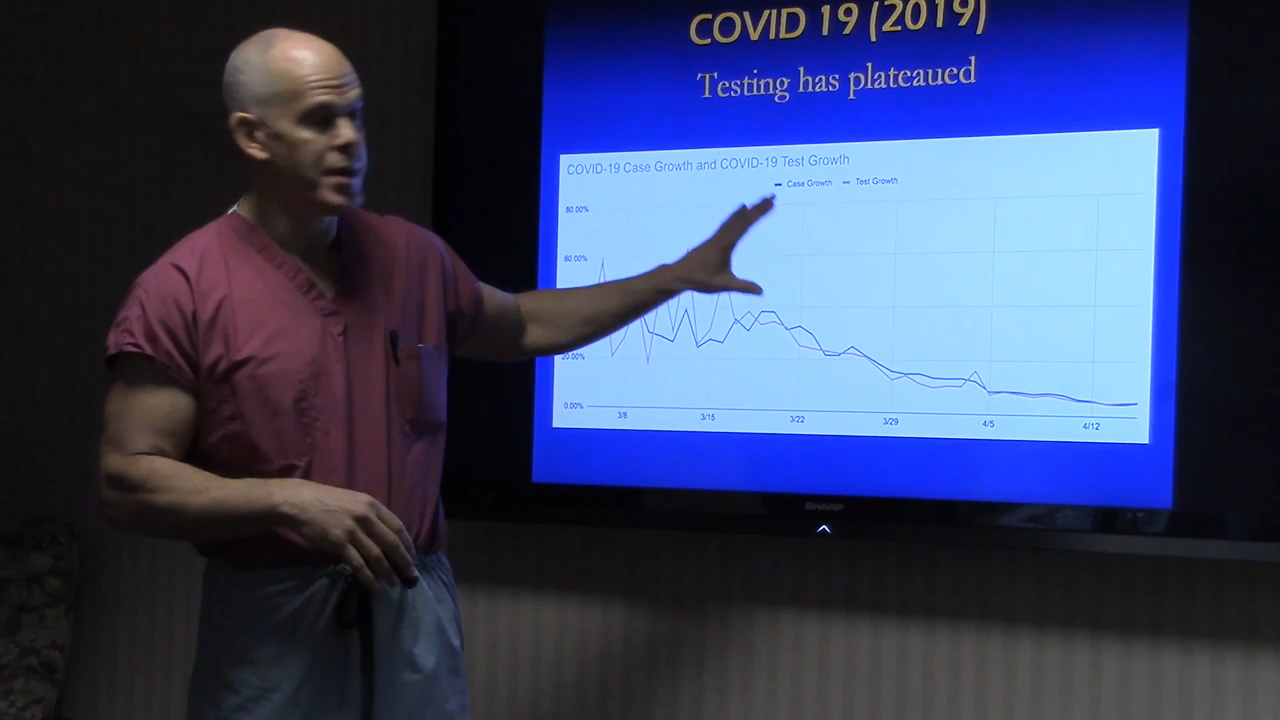 COVID 19 (2019)
Testing has plateaued
COVID-19 Case Growth and COVID-19 Test Growth
Case Growth Test Growth
80.00%
60.00%
20.00%
0.00%
3/8 3/15 3/22 3/29 4/5 4/12
SHARP